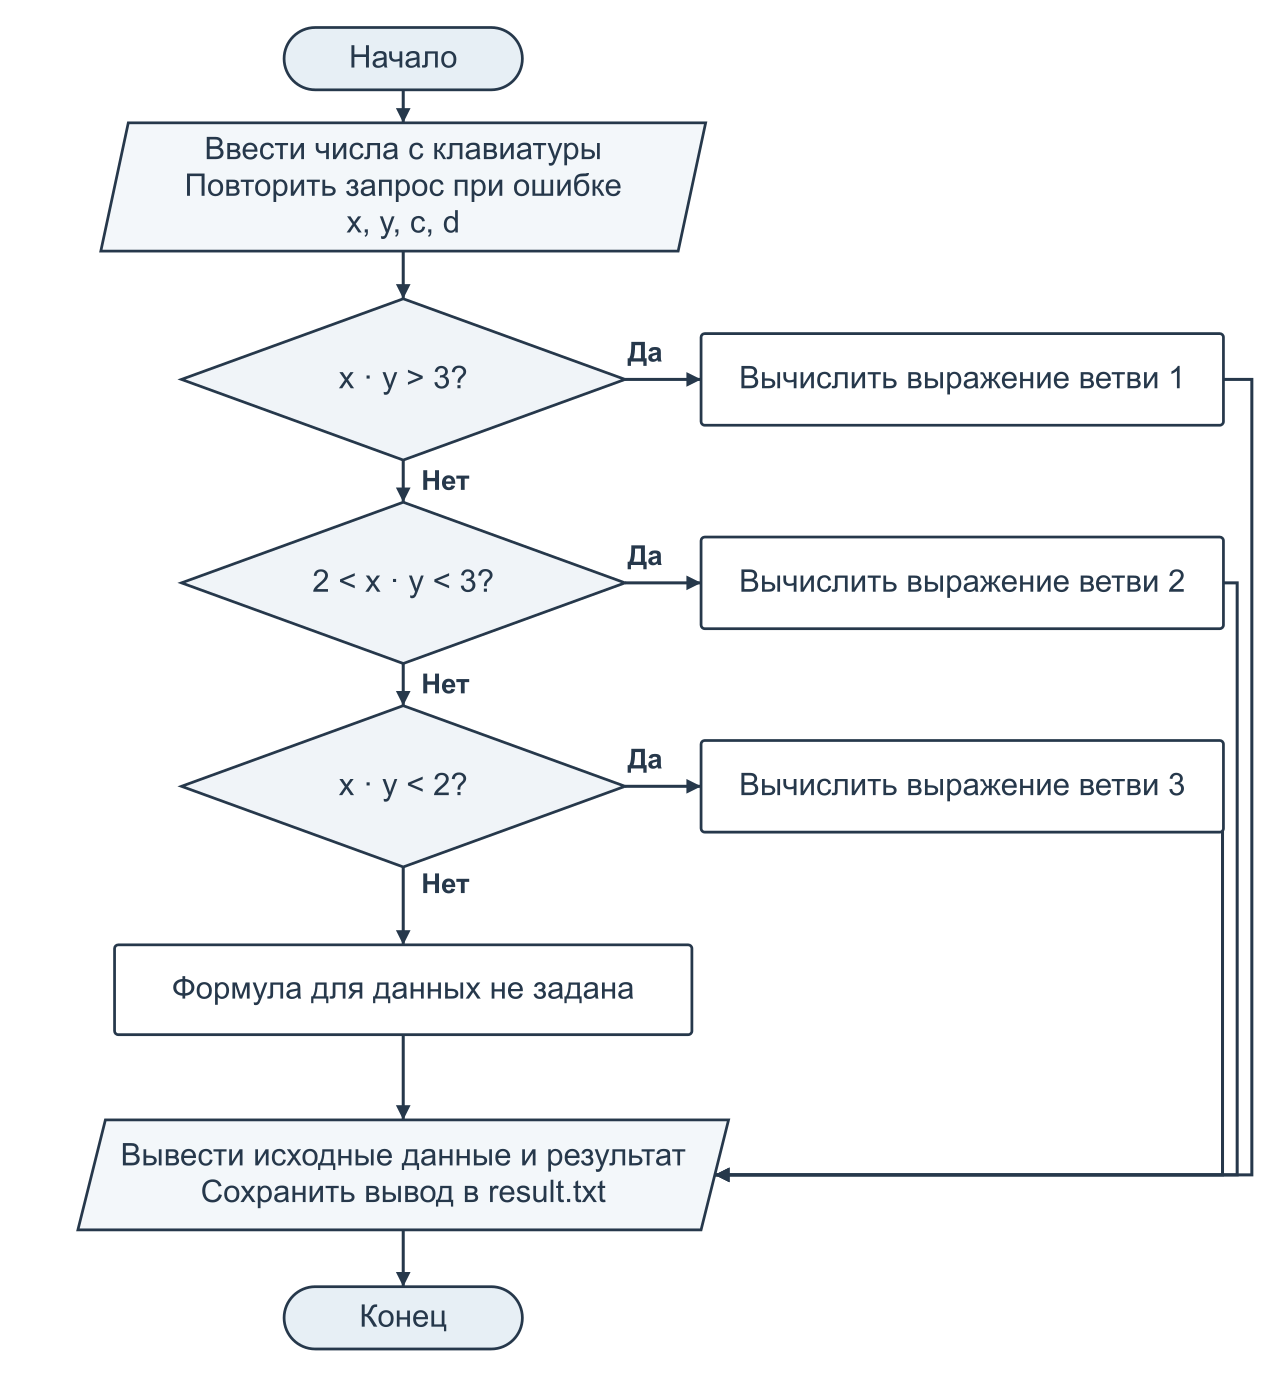 Начало
Ввести числа с клавиатуры
Повторить запрос при ошибке
x, y, c, d
x · y > 3?
Да
Вычислить выражение ветви 1
Нет
2 < x · y < 3?
Да
Вычислить выражение ветви 2
Нет
x · y < 2?
Да
Вычислить выражение ветви 3
Нет
Формула для данных не задана
Вывести исходные данные и результат
Сохранить вывод в result.txt
Конец